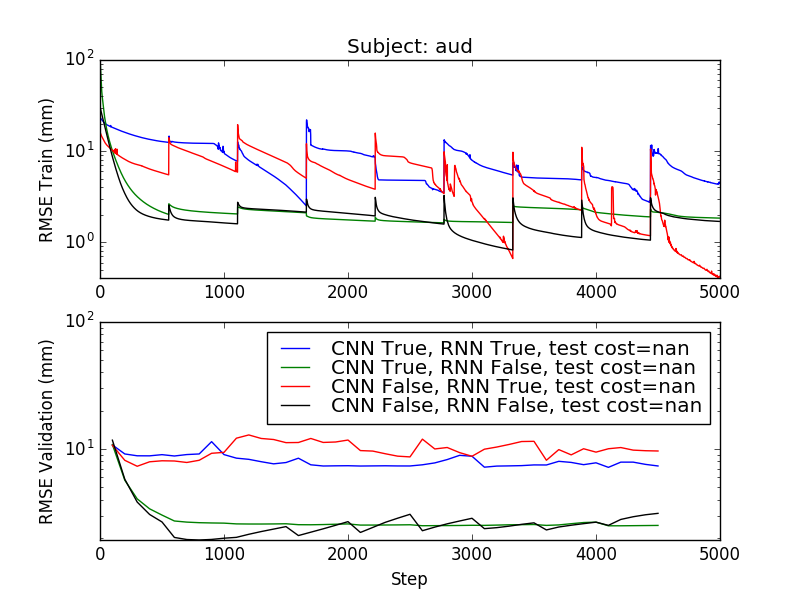 Subject: aud
RMSE Train (mm)
10^2
10^1
10^0
0 1000 2000 3000 4000 5000
RMSE Validation (mm)
10^2
10^1
CNN True, RNN True, test cost=nan
CNN True, RNN False, test cost=nan
CNN False, RNN True, test cost=nan
CNN False, RNN False, test cost=nan
0 1000 2000 3000 4000 5000
Step